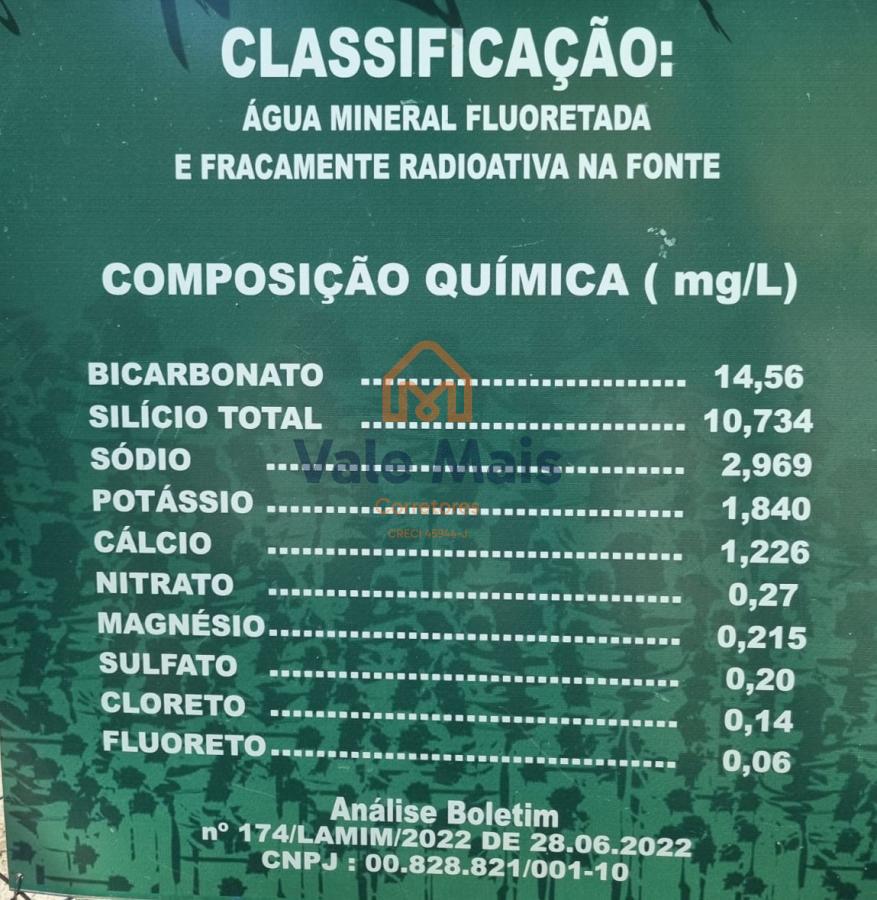 CLASSIFICAÇÃO:
ÁGUA MINERAL FLUORETADA
E FRACAMENTE RADIOATIVA NA FONTE
COMPOSIÇÃO QUÍMICA ( mg/L)
BICARBONATO ............................ 14,56
SILÍCIO TOTAL ............................ 10,734
SÓDIO .................................... 2,969
POTÁSSIO .................................... 1,840
CÁLCIO .................................... 1,226
NITRATO .................................... 0,27
MAGNÉSIO.................................... 0,215
SULFATO .................................... 0,20
CLORETO .................................... 0,14
FLUORETO.................................... 0,06
Vale Mais
Corretores
CRECI 45944-J
Análise Boletim
nº 174/LAMIM/2022 DE 28.06.2022
CNPJ : 00.828.821/001-10